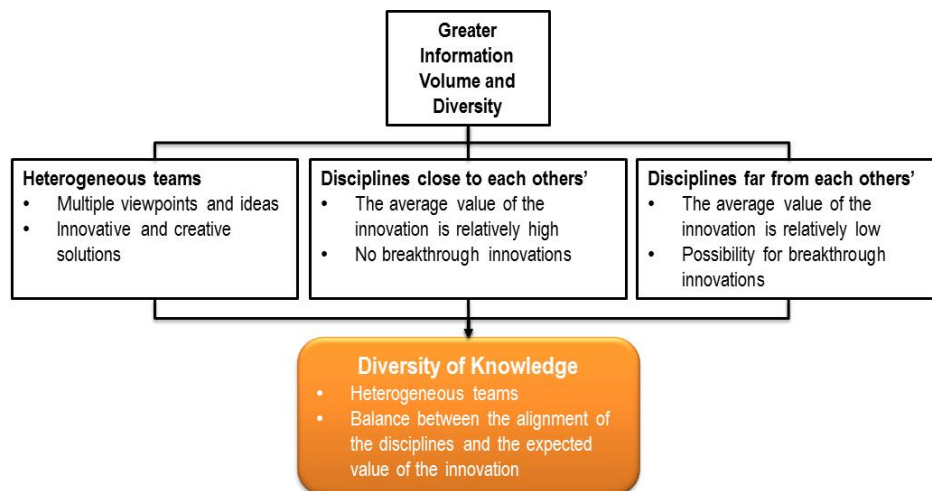 Greater
Information
Volume and
Diversity
Heterogeneous teams
• Multiple viewpoints and ideas
• Innovative and creative
solutions
Disciplines close to each others’
• The average value of the
innovation is relatively high
• No breakthrough innovations
Disciplines far from each others’
• The average value of the
innovation is relatively low
• Possibility for breakthrough
innovations
Diversity of Knowledge
• Heterogeneous teams
• Balance between the alignment of
the disciplines and the expected
value of the innovation